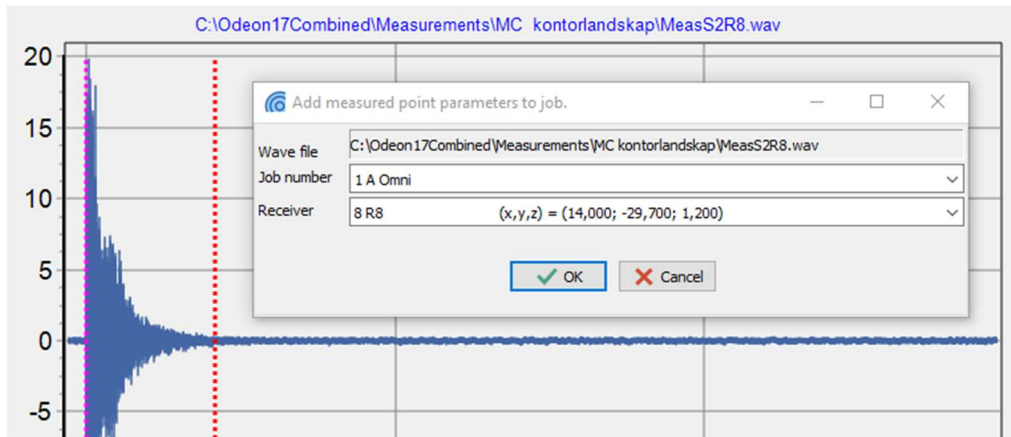 C:\Odeon17Combined\Measurements\MC kontorlandskap\MeasS2R8.wav
20
Add measured point parameters to job.
15
Wave file C:\Odeon17Combined\Measurements\MC kontorlandskap\MeasS2R8.wav
Job number 1 A Omni
10
Receiver 8 R8 (x,y,z) = (14,000; -29,700; 1,200)
5
OK Cancel
0
-5